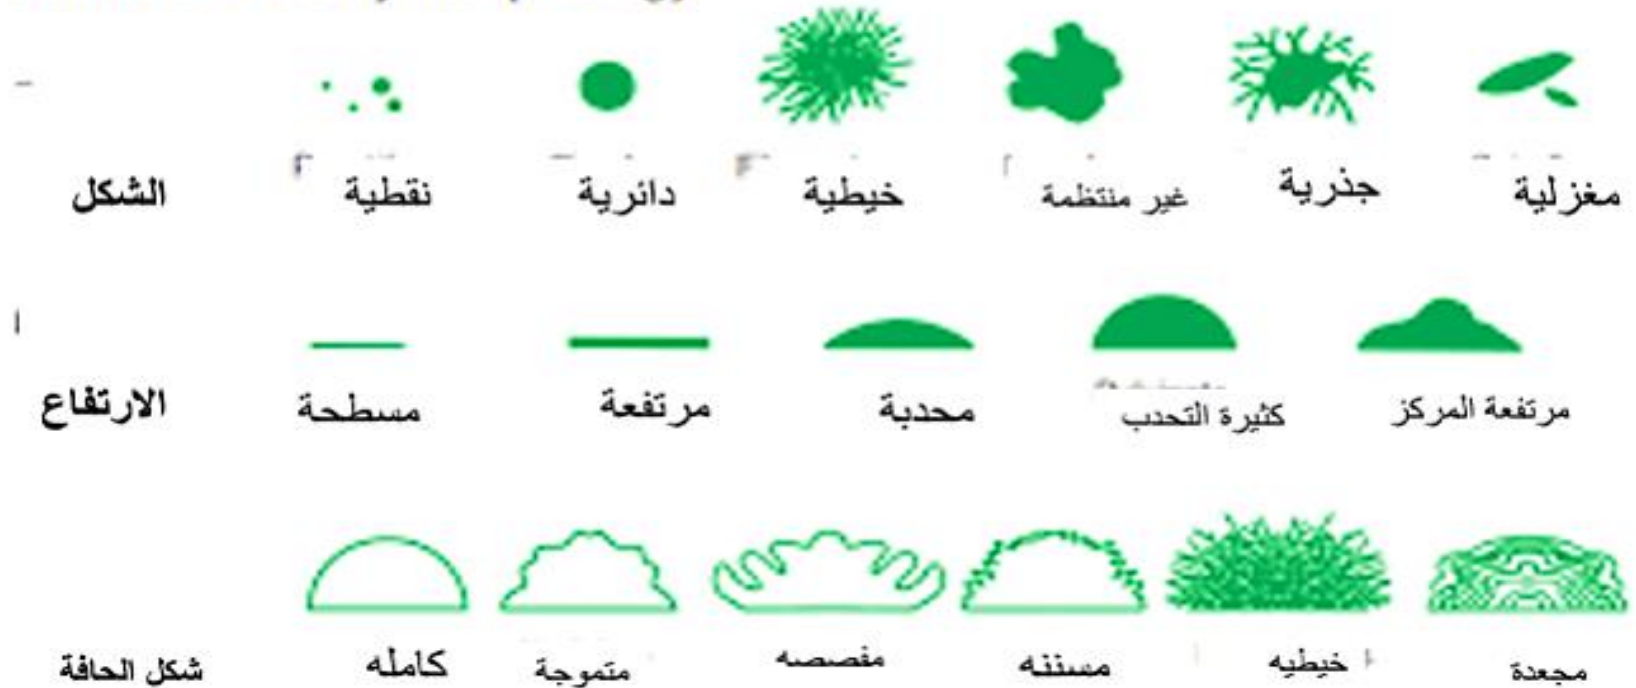 الشكل
نقطية
دائرية
خيطية
غير منتظمة
جذرية
مغزلية
الارتفاع
مسطحة
مرتفعة
محدبة
كثيرة التحدب
مرتفعة المركز
شكل الحافة
كامله
متموجة
مفصصه
مسننه
خيطيه
مجعدة